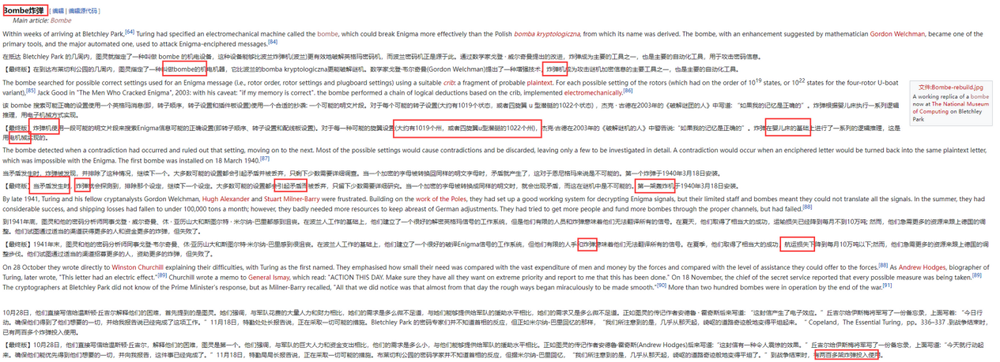 Bombe炸弹 [ 编辑 | 编辑源代码 ]
Main article: Bombe
Within weeks of arriving at Bletchley Park,[64] Turing had specified an electromechanical machine called the bombe, which could break Enigma more effectively than the Polish bomba kryptologiczna, from which its name was derived. The bombe, with an enhancement suggested by mathematician Gordon Welchman, became one of the
primary tools, and the major automated one, used to attack Enigma-enciphered messages.[84]
在抵达 Bletchley Park 的几周内，图灵就指定了一种叫做 bombe 的机电设备，这种设备能够比波兰炸弹机(波兰)更有效地破解英格玛密码机，而波兰密码机正是源于此。通过数学家戈登·威尔奇曼提出的改进，炸弹成为主要的工具之一，也是主要的自动化工具，用于攻击密码信息。
【最终版】在到达布莱切利公园的几周内，图灵指定了一种叫做bombe的机电机器，它比波兰的bomba kryptologiczna更能破解谜机。数学家戈登·韦尔奇曼(Gordon Welchman)提出了一种增强技术，炸弹机成为攻击谜机加密信息的主要工具之一，也是主要的自动化工具。
The bombe searched for possible correct settings used for an Enigma message (i.e., rotor order, rotor settings and plugboard settings) using a suitable crib: a fragment of probable plaintext. For each possible setting of the rotors (which had on the order of 10^19 states, or 10^22 states for the four-rotor U-boat
variant),[85] Jack Good in "The Men Who Cracked Enigma", 2003: with his caveat: "if my memory is correct". the bombe performed a chain of logical deductions based on the crib, implemented electromechanically.[86]
文件:Bombe-rebuild.jpg
A working replica of a bombe
now at The National Museum
of Computing on Bletchley
Park
该 bombe 搜索可能正确的设置使用一个英格玛消息(即，转子顺序，转子设置和插件板设置)使用一个合适的抄袭: 一个可能的明文片段。对于每个可能的转子设置(大约有1019个状态，或者四旋翼 u 型潜艇的1022个状态) ，杰克·古德在2003年的《破解谜团的人》中写道: “如果我的记忆是正确的”。炸弹根据婴儿床执行一系列逻辑
推理，用电子机械方式实现。
【最终版】炸弹机使用一段可能的明文片段来搜索Enigma信息可能的正确设置(即转子顺序、转子设置和配线板设置)。对于每一种可能的旋翼设置(大约有1019个州，或者四旋翼u型潜艇的1022个州)，杰克·古德在2003年的《破解谜机的人》中警告说:“如果我的记忆是正确的”。炸弹在婴儿床的基础上进行了一系列的逻辑推理，这是
用电机械实现的。
The bombe detected when a contradiction had occurred and ruled out that setting, moving on to the next. Most of the possible settings would cause contradictions and be discarded, leaving only a few to be investigated in detail. A contradiction would occur when an enciphered letter would be turned back into the same plaintext letter,
which was impossible with the Enigma. The first bombe was installed on 18 March 1940.[87]
当矛盾发生时，炸弹被发现，并排除了这种情况，继续下一个。大多数可能的设置都会引起矛盾并被丢弃，只剩下少数需要详细调查。当一个加密的字母被转换回同样的明文字母时，矛盾就产生了，这对于恩尼格玛来说是不可能的。第一个炸弹于1940年3月18日安装。
【最终版】当矛盾发生时，炸弹就会探测到，排除那个设定，继续下一个设定。大多数可能的设置都会引起矛盾而被丢弃，只留下少数需要详细研究。当一个加密的字母被转换成同样的明文时，就会出现矛盾，而这在谜机中是不可能的。第一架轰炸机于1940年3月18日安装。
By late 1941, Turing and his fellow cryptanalysts Gordon Welchman, Hugh Alexander and Stuart Milner-Barry were frustrated. Building on the work of the Poles, they had set up a good working system for decrypting Enigma signals, but their limited staff and bombes meant they could not translate all the signals. In the summer, they had
considerable success, and shipping losses had fallen to under 100,000 tons a month; however, they badly needed more resources to keep abreast of German adjustments. They had tried to get more people and fund more bombes through the proper channels, but had failed.[88]
到1941年底，图灵和他的密码分析师同事戈登·威尔奇曼、休·亚历山大和斯图尔特·米尔纳-巴里都感到沮丧。在波兰人工作的基础上，他们建立了一个很好的解密英格玛信号的工作系统，但是他们有限的人员和炸弹意味着他们无法翻译所有的信号。在夏天，他们取得了相当大的成功，运输损失已经降到每月不到10万吨; 然而，他们急需更多的资源来跟上德国的调
整。他们试图通过适当的渠道获得更多的人和资金更多的炸弹，但失败了。
【最终版】1941年末，图灵和他的密码分析师同事戈登·韦尔奇曼、休·亚历山大和斯图尔特·米尔纳-巴里感到很沮丧。在波兰人工作的基础上，他们建立了一个很好的破译Enigma信号的工作系统，但他们有限的人手和炸弹意味着他们无法翻译所有的信号。在夏季，他们取得了相当大的成功，航运损失下降到每月10万吨以下;然而，他们急需更多的资源来跟上德国的调
整步伐。他们试图通过适当的渠道招募更多的人，资助更多的炸弹，但失败了。
On 28 October they wrote directly to Winston Churchill explaining their difficulties, with Turing as the first named. They emphasised how small their need was compared with the vast expenditure of men and money by the forces and compared with the level of assistance they could offer to the forces.[88] As Andrew Hodges, biographer of
Turing, later wrote, "This letter had an electric effect."[89] Churchill wrote a memo to General Ismay, which read: "ACTION THIS DAY. Make sure they have all they want on extreme priority and report to me that this has been done." On 18 November, the chief of the secret service reported that every possible measure was being taken.[89]
The cryptographers at Bletchley Park did not know of the Prime Minister's response, but as Milner-Barry recalled, "All that we did notice was that almost from that day the rough ways began miraculously to be made smooth."[90] More than two hundred bombes were in operation by the end of the war.[91]
10月28日，他们直接写信给温斯顿·丘吉尔解释他们的困难，首先提到的是图灵。她们强调，与军队花费的大量人力和财力相比，她们的需求是多么微不足道，与他们能够提供给军队的援助水平相比，她们的需求又是多么微不足道。正如图灵的传记作者安德鲁·霍奇斯后来写道: “这封信产生了电子效应。” 丘吉尔给伊斯梅将军写了一份备忘录，上面写着: “今日行
动。确保他们得到了他们想要的一切，并给我报告说已经完成了这项工作。” 11月18日，特勤处处长报告说，正在采取一切可能的措施。Bletchley Park 的密码专家们并不知道首相的反应，但正如米尔纳-巴里回忆的那样， “我们所注意到的是，几乎从那天起，崎岖的道路奇迹般地变得平坦起来。 ” Copeland，The Essential Turing，pp。336-337 .到战争结束时，
已有两百多个炸弹投入使用。
【最终版】10月28日，他们直接写信给温斯顿·丘吉尔，解释他们的困难，图灵是第一个。他们强调，与军队的巨大人力和资金支出相比，他们的需求是多么小，与他们能够提供给军队的援助水平相比。正如图灵的传记作者安德鲁·霍奇斯(Andrew Hodges)后来写道:“这封信有一种令人震惊的效果。” 丘吉尔给伊斯梅将军写了一份备忘录，上面写道:“今天就行动起
来。确保他们能优先得到他们想要的一切，并向我报告，这件事已经完成了。”11月18日，特勤局局长报告说，正在采取一切可能的措施。布莱切利公园的密码学家并不知道首相的反应，但据米尔纳-巴里回忆，“我们所注意到的是，几乎从那天起，崎岖的道路奇迹般地变得平坦了。”到战争结束时，有两百多架炸弹投入使用。